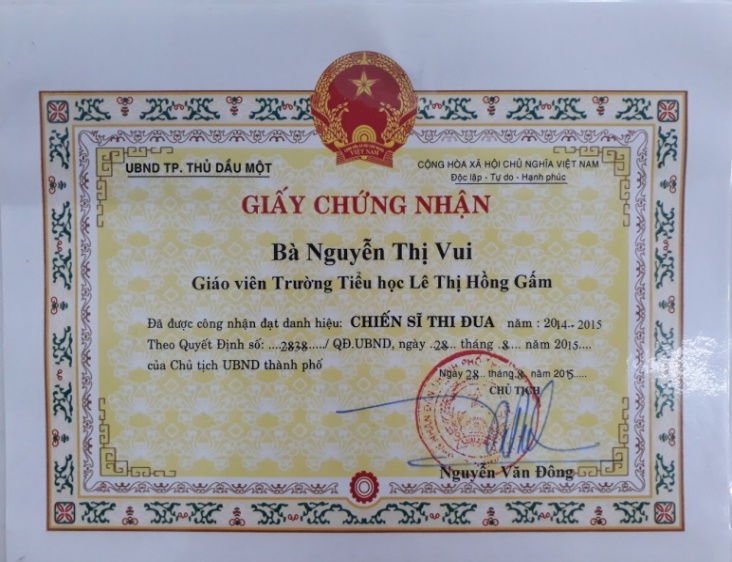 VIỆT NAM
UBND TP. THỦ DẦU MỘT
CỘNG HÒA XÃ HỘI CHỦ NGHĨA VIỆT NAM
Độc lập - Tự do - Hạnh phúc
GIẤY CHỨNG NHẬN
Bà Nguyễn Thị Vui
Giáo viên Trường Tiểu học Lê Thị Hồng Gấm
Đã được công nhận đạt danh hiệu: CHIẾN SĨ THI ĐUA năm : 2014.- 2015
Theo Quyết Định số: ....2838...../ QĐ.UBND, ngày ..28... tháng ..8... năm 2015....
của Chủ tịch UBND thành phố
Ngày 28... tháng 8.. năm 2015.....
CHỦ TỊCH
Nguyễn Văn Đông